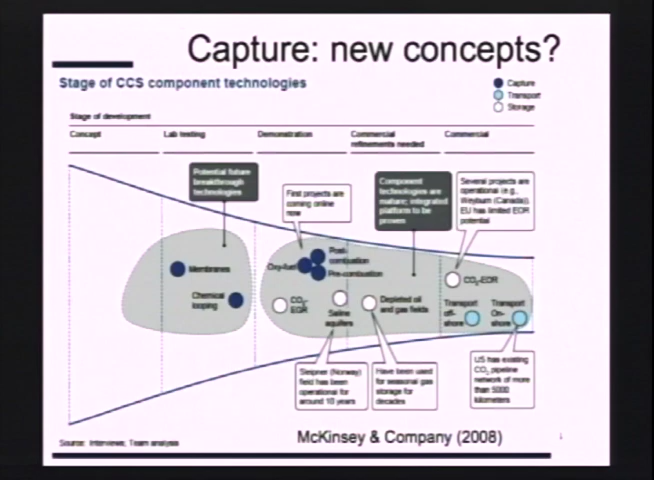 Capture: new concepts?
Stage of CCS component technologies
Capture
Transport
Storage
Stage of development
Concept
Lab testing
Demonstration
Commercial
refinements needed
Commercial
Potential future
breakthrough
technologies
First projects are
coming online
now
Component
technologies are
mature; integrated
platform to be
proven
Several projects are
operational (e.g.,
Weyburn (Canada)),
EU has limited EOR
potential
Post-
combustion
Oxy-fuel
Pre-combustion
Membranes
Chemical
looping
CO2-
EGR
Saline
aquifers
Depleted oil
and gas fields
CO2-EOR
Transport
off-
shore
Transport
On-
shore
Sleipner (Norway)
field has been
operational for
around 10 years
Have been used
for seasonal gas
storage for
decades
US has existing
CO2 pipeline
network of more
than 5000
kilometers
Source: Interviews; Team analysis
McKinsey & Company (2008)